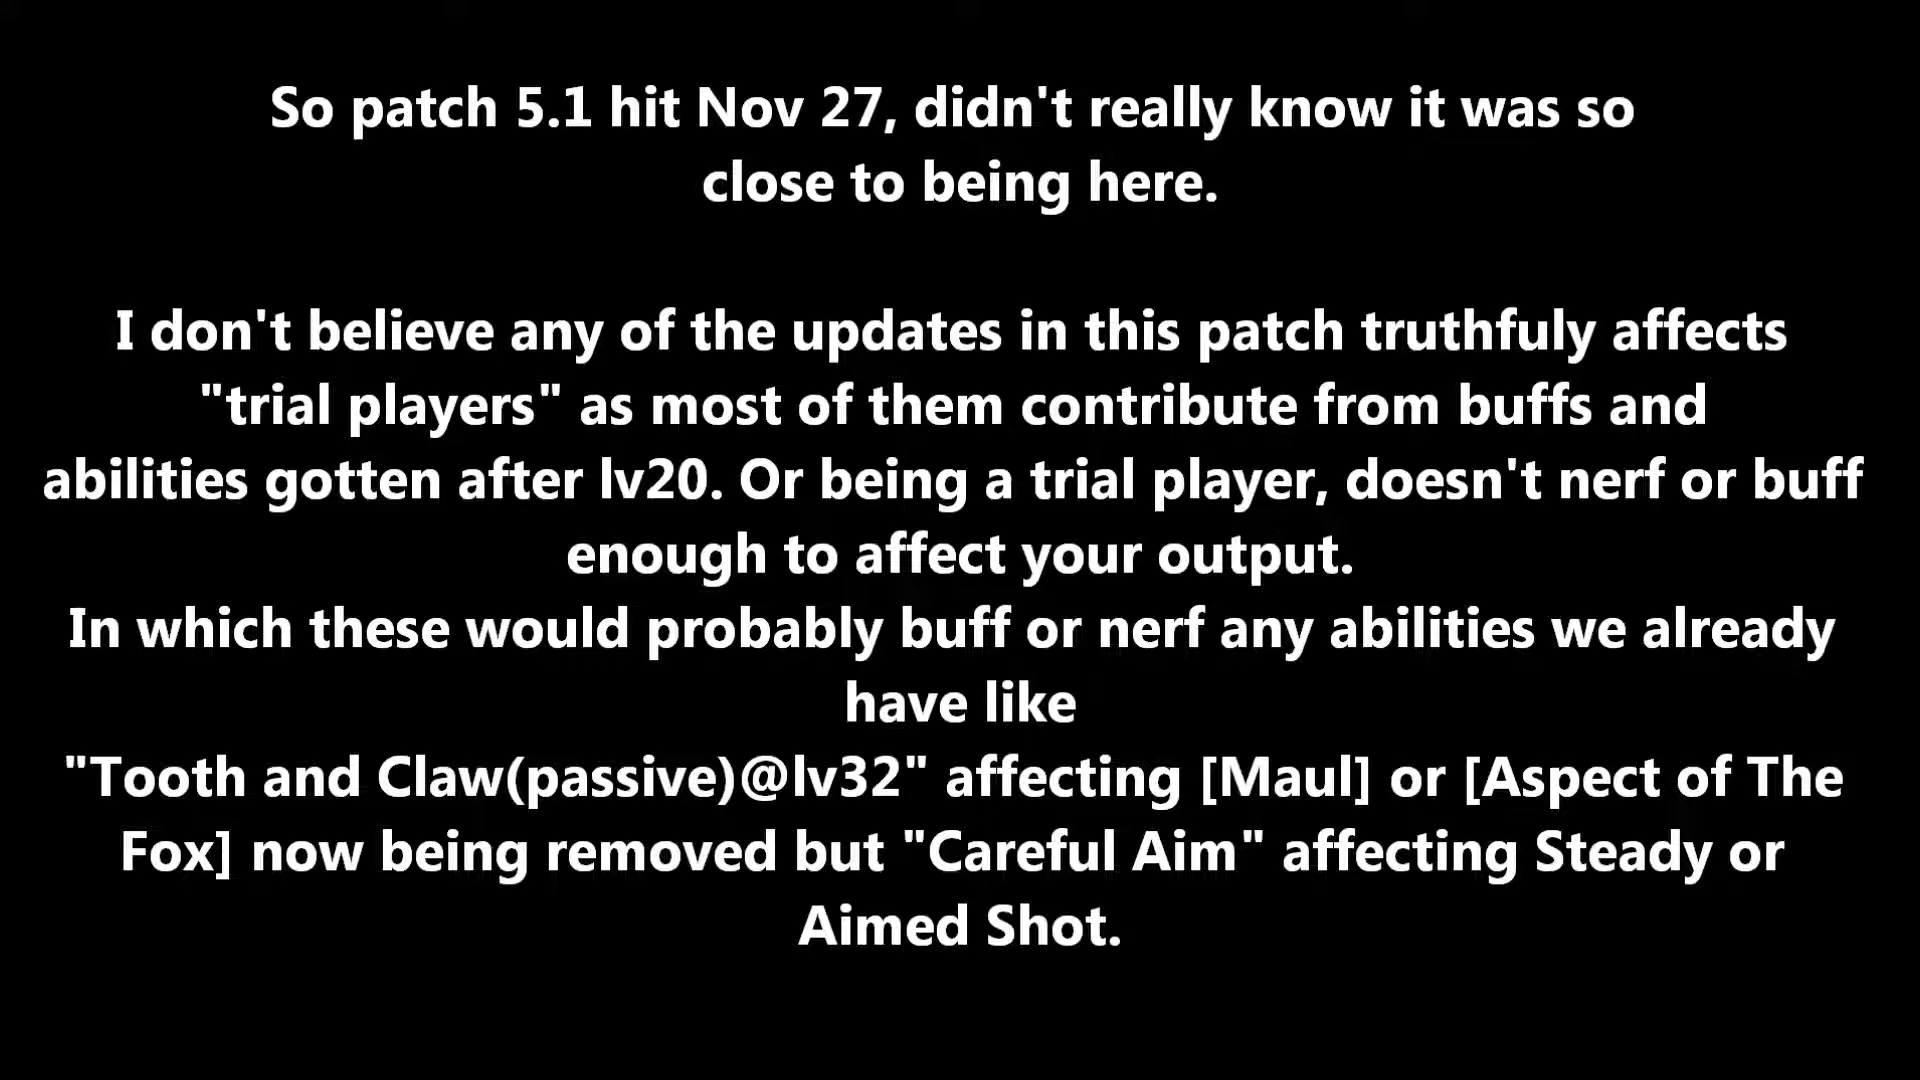 So patch 5.1 hit Nov 27, didn't really know it was so
close to being here.
I don't believe any of the updates in this patch truthfuly affects
"trial players" as most of them contribute from buffs and
abilities gotten after lv20. Or being a trial player, doesn't nerf or buff
enough to affect your output.
In which these would probably buff or nerf any abilities we already
have like
"Tooth and Claw(passive)@lv32" affecting [Maul] or [Aspect of The
Fox] now being removed but "Careful Aim" affecting Steady or
Aimed Shot.